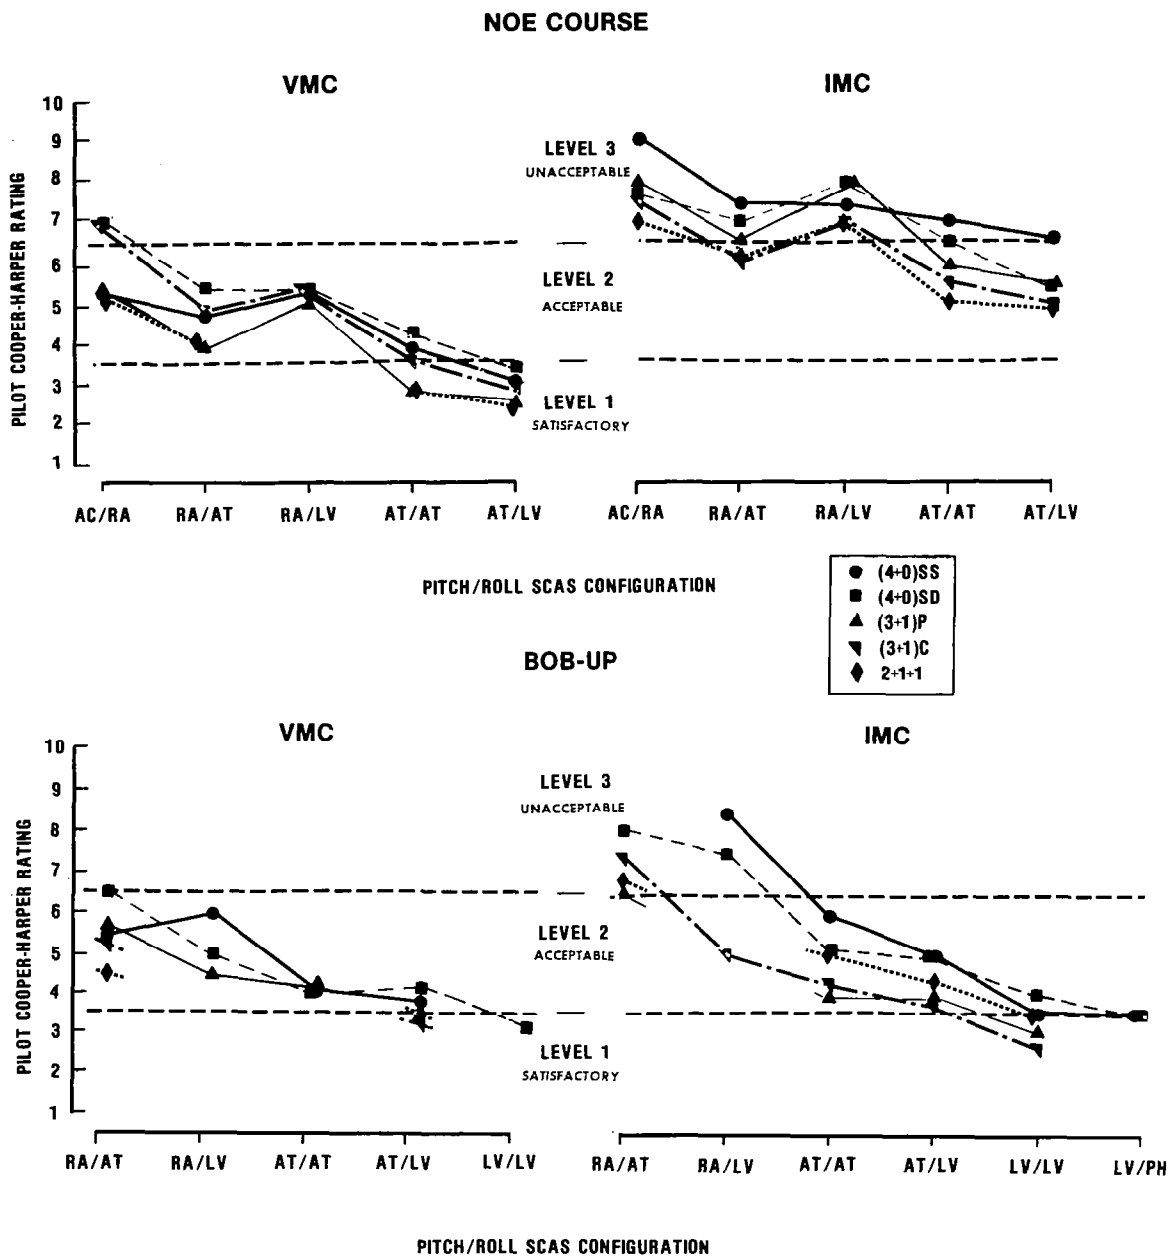 NOE COURSE
VMC
IMC
PILOT COOPER-HARPER RATING
10
9
8
7
6
5
4
3
2
1
LEVEL 3
UNACCEPTABLE
LEVEL 2
ACCEPTABLE
LEVEL 1
SATISFACTORY
AC/RA RA/AT RA/LV AT/AT AT/LV
AC/RA RA/AT RA/LV AT/AT AT/LV
PITCH/ROLL SCAS CONFIGURATION
(4+0)SS
(4+0)SD
(3+1)P
(3+1)C
2+1+1
BOB-UP
VMC
IMC
PILOT COOPER-HARPER RATING
10
9
8
7
6
5
4
3
2
1
LEVEL 3
UNACCEPTABLE
LEVEL 2
ACCEPTABLE
LEVEL 1
SATISFACTORY
RA/AT RA/LV AT/AT AT/LV LV/LV
RA/AT RA/LV AT/AT AT/LV LV/LV LV/PH
PITCH/ROLL SCAS CONFIGURATION